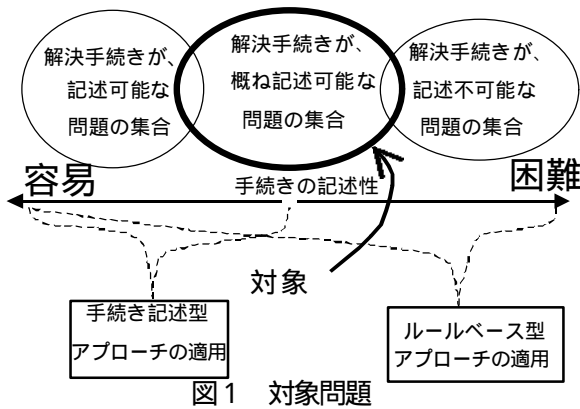 解決手続きが、
記述可能な
問題の集合
解決手続きが、
概ね記述可能な
問題の集合
解決手続きが、
記述不可能な
問題の集合
容易
手続きの記述性
困難
対象
手続き記述型
アプローチの適用
ルールベース型
アプローチの適用
図1 対象問題